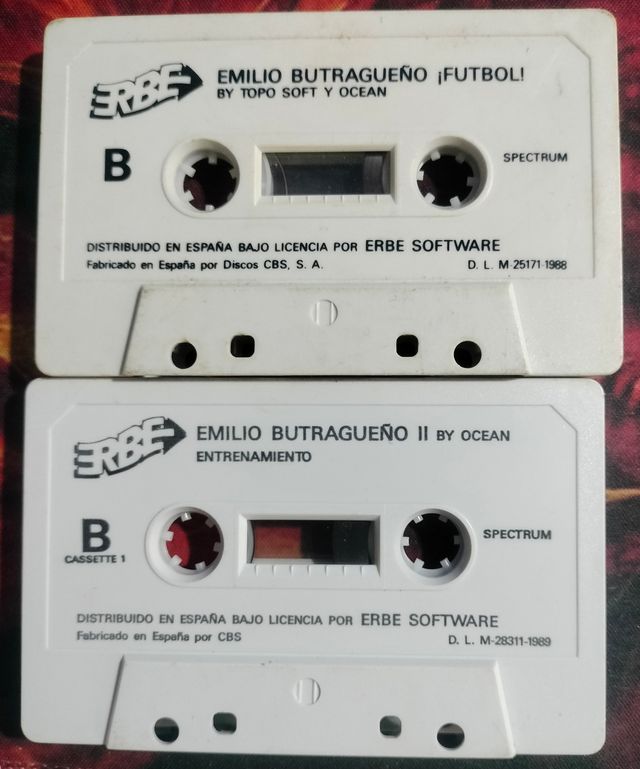 ERBE
EMILIO BUTRAGUEÑO ¡FUTBOL!
BY TOPO SOFT Y OCEAN
B
SPECTRUM
DISTRIBUIDO EN ESPAÑA BAJO LICENCIA POR ERBE SOFTWARE
Fabricado en España por Discos CBS, S. A. D. L. M-25171-1988
ERBE
EMILIO BUTRAGUEÑO II BY OCEAN
ENTRENAMIENTO
B
CASSETTE 1
SPECTRUM
DISTRIBUIDO EN ESPAÑA BAJO LICENCIA POR ERBE SOFTWARE
Fabricado en España por CBS D. L. M-28311-1989